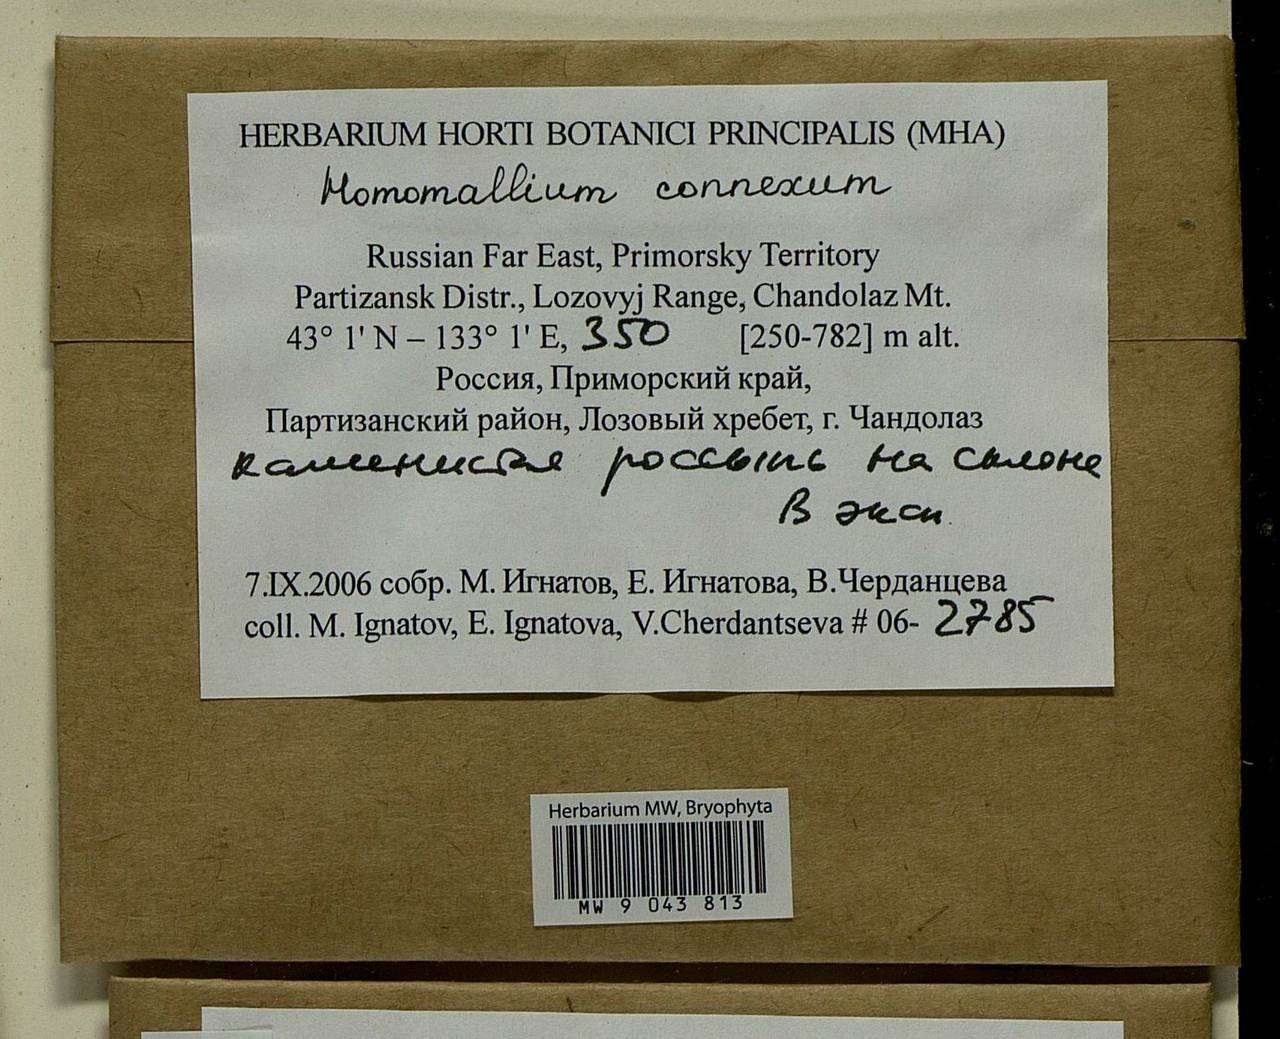 HERBARIUM HORTI BOTANICI PRINCIPALIS (MHA)
Homomallium connexum
Russian Far East, Primorsky Territory
Partizansk Distr., Lozovyj Range, Chandolaz Mt.
43° 1' N – 133° 1' E, 350 [250-782] m alt.
Россия, Приморский край,
Партизанский район, Лозовый хребет, г. Чандолаз
каменистая россыпь на склоне
В эксп.
7.IX.2006 собр. М. Игнатов, Е. Игнатова, В.Черданцева
coll. M. Ignatov, E. Ignatova, V.Cherdantseva # 06- 2785
Herbarium MW, Bryophyta
MW 9 043 813